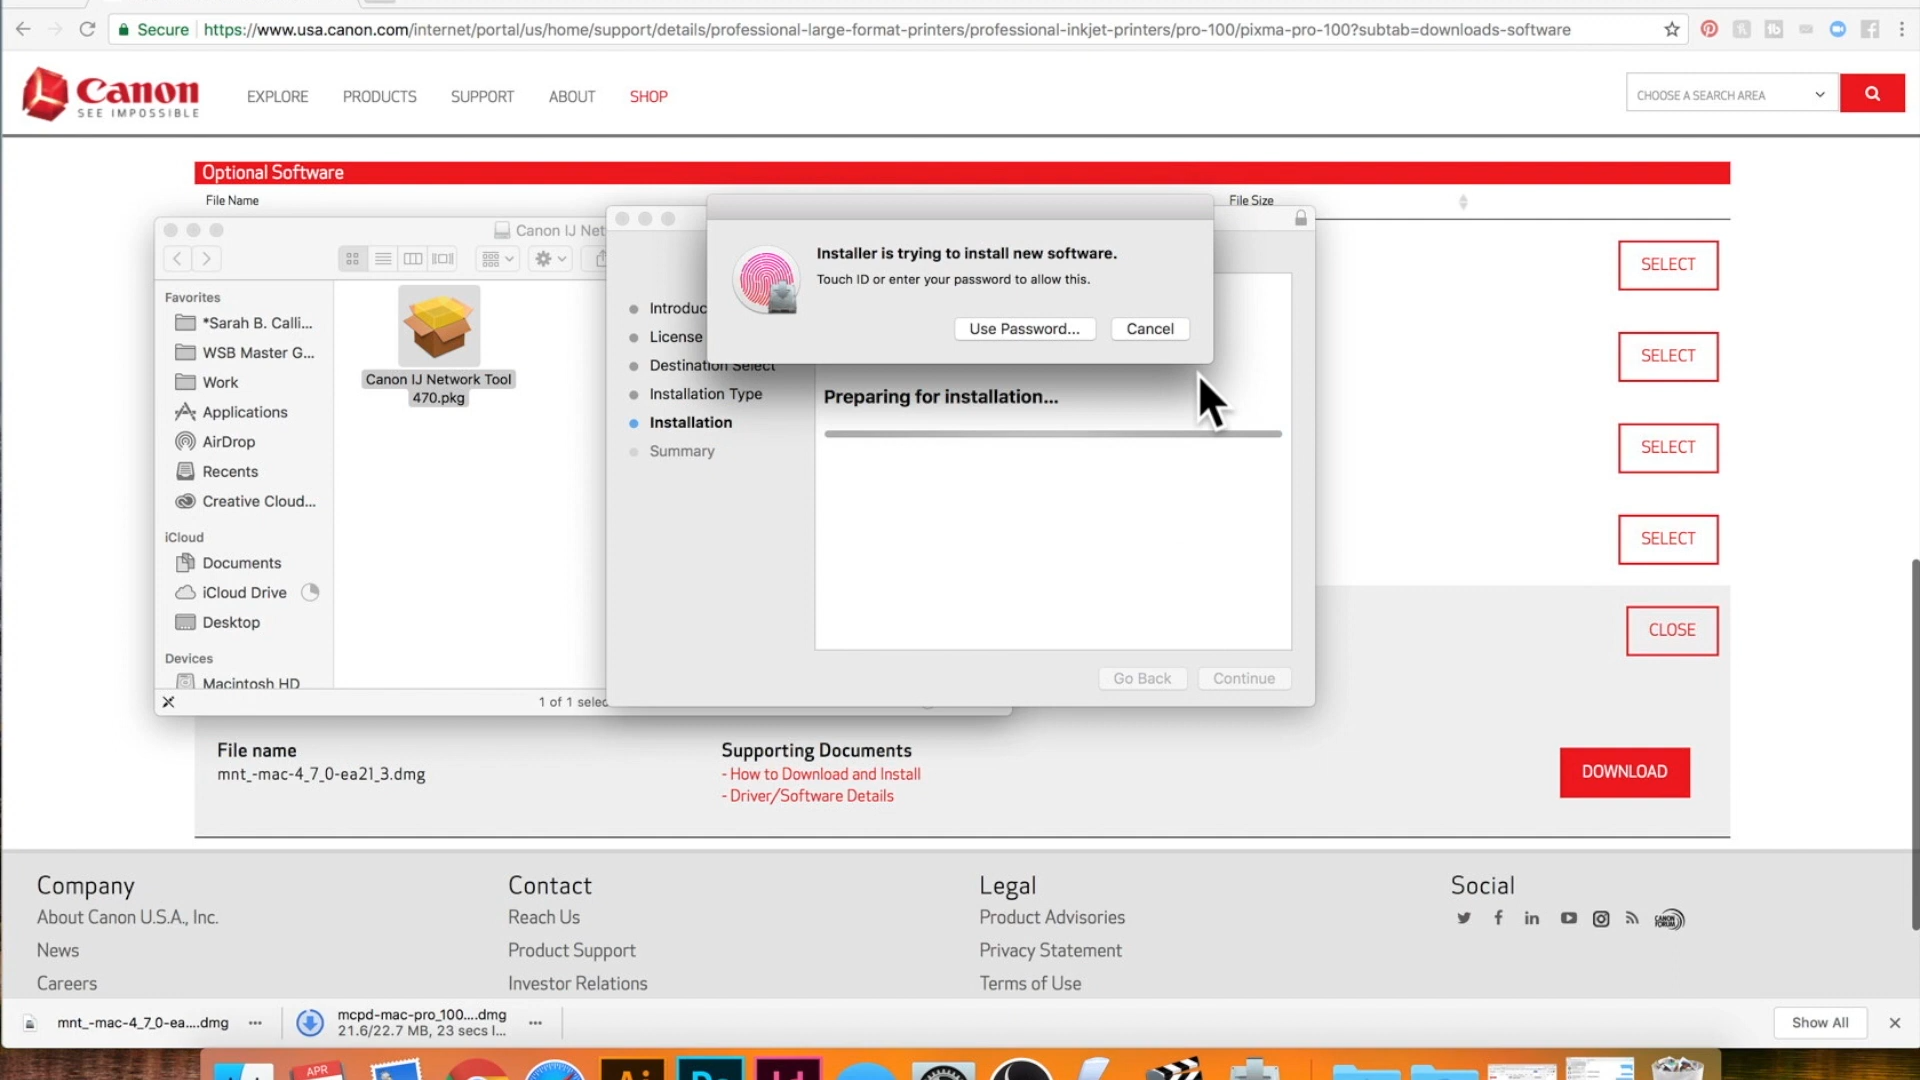 Secure https://www.usa.canon.com/internet/portal/us/home/support/details/professional-large-format-printers/professional-inkjet-printers/pro-100/pixma-pro-100?subtab=downloads-software
Canon
SEE IMPOSSIBLE
EXPLORE PRODUCTS SUPPORT ABOUT SHOP
CHOOSE A SEARCH AREA
Optional Software
File Name File Size
Canon IJ Net
Installer is trying to install new software.
Touch ID or enter your password to allow this.
Use Password... Cancel
Favorites
*Sarah B. Calli...
WSB Master G...
Work
Applications
AirDrop
Recents
Creative Cloud...
iCloud
Documents
iCloud Drive
Desktop
Devices
Macintosh HD
Canon IJ Network Tool
470.pkg
1 of 1 selec
Introduc
License
Destination Select
Installation Type
Installation
Summary
Preparing for installation...
Go Back Continue
SELECT
SELECT
SELECT
SELECT
CLOSE
File name
mnt_-mac-4_7_0-ea21_3.dmg
Supporting Documents
- How to Download and Install
- Driver/Software Details
DOWNLOAD
Company
About Canon U.S.A., Inc.
News
Careers
Contact
Reach Us
Product Support
Investor Relations
Legal
Product Advisories
Privacy Statement
Terms of Use
Social
CANON
FORUM
mnt_-mac-4_7_0-ea....dmg
mcpd-mac-pro_100....dmg
21.6/22.7 MB, 23 secs l...
Show All
APR